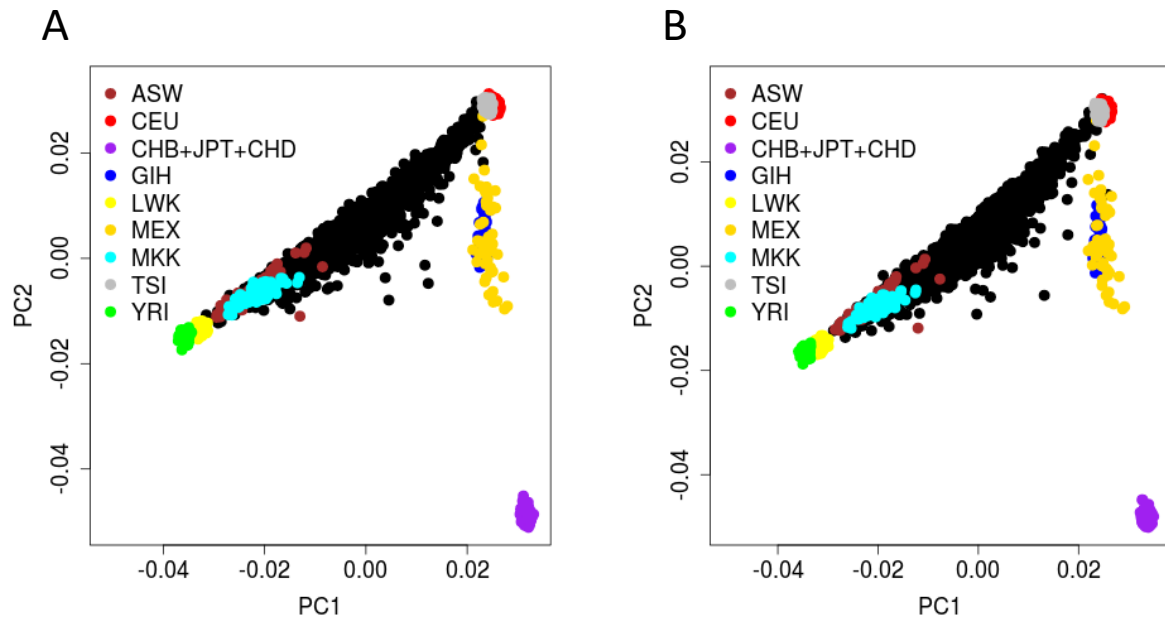 A
ASW
CEU
CHB+JPT+CHD
GIH
LWK
MEX
MKK
TSI
YRI
0.02
0.00
-0.02
-0.04
PC2
-0.04
-0.02
0.00
0.02
PC1
B
ASW
CEU
CHB+JPT+CHD
GIH
LWK
MEX
MKK
TSI
YRI
0.02
0.00
-0.02
-0.04
PC2
-0.04
-0.02
0.00
0.02
PC1